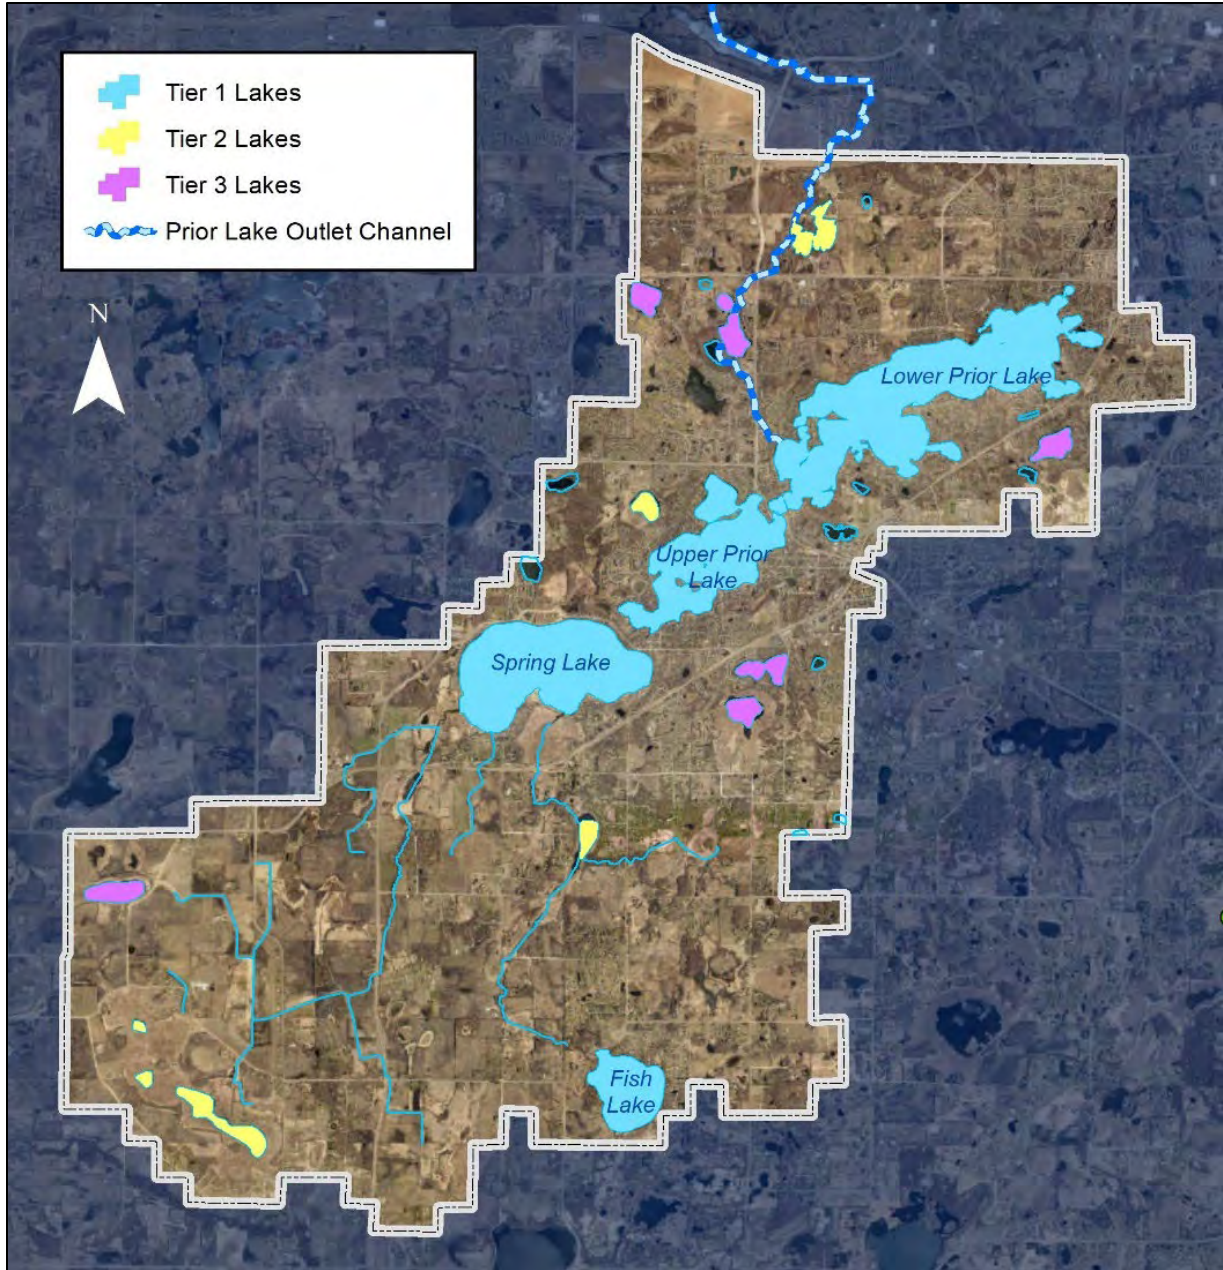 Tier 1 Lakes
Tier 2 Lakes
Tier 3 Lakes
Prior Lake Outlet Channel
N
Lower Prior Lake
Upper Prior
Lake
Spring Lake
Fish
Lake